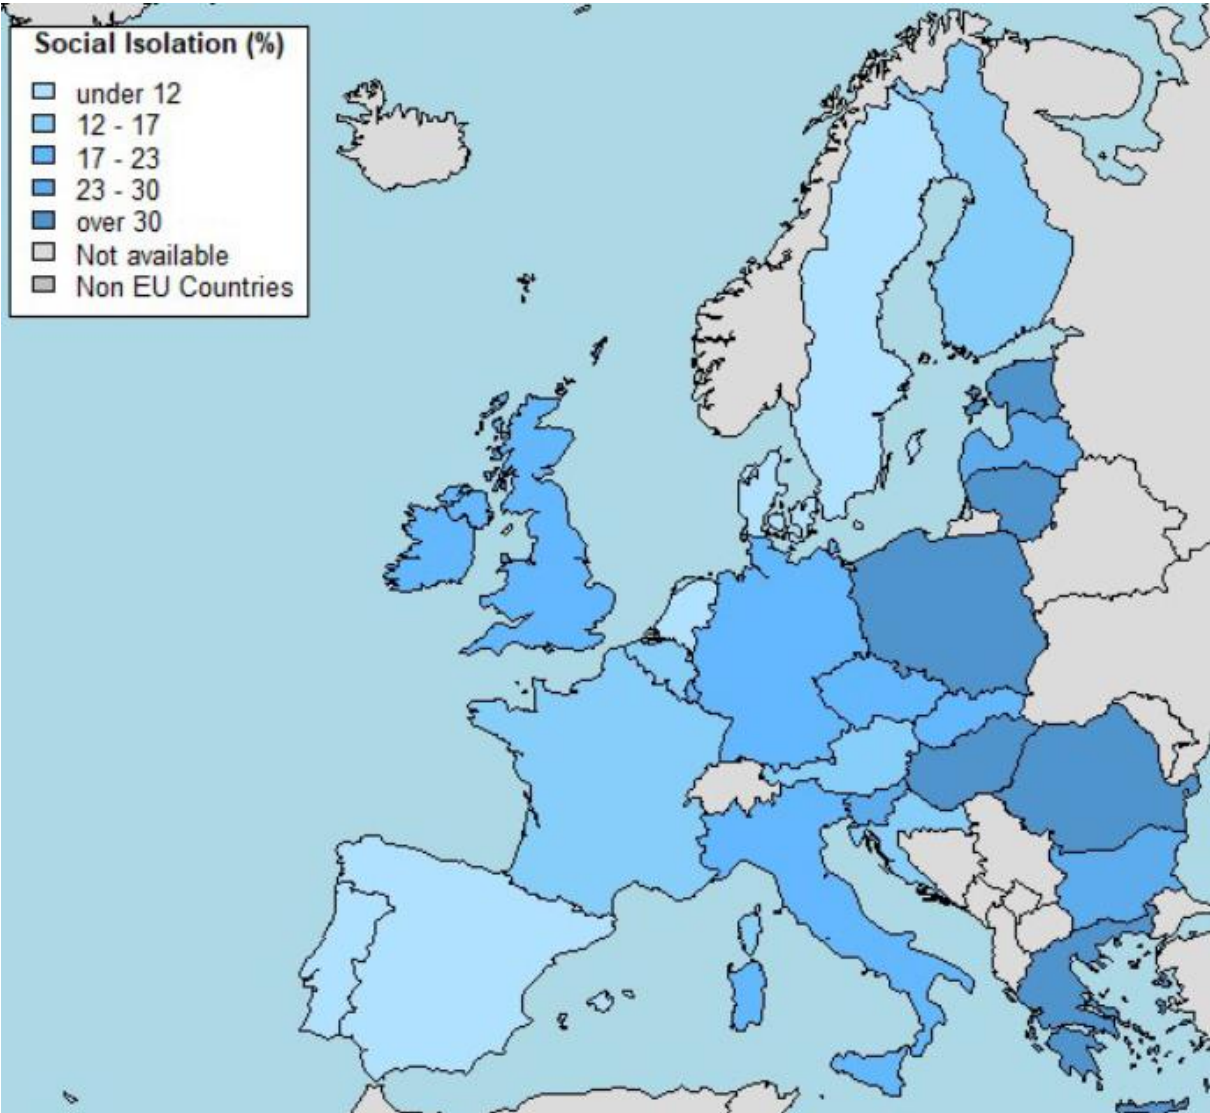 Social Isolation (%)
under 12
12 - 17
17 - 23
23 - 30
over 30
Not available
Non EU Countries